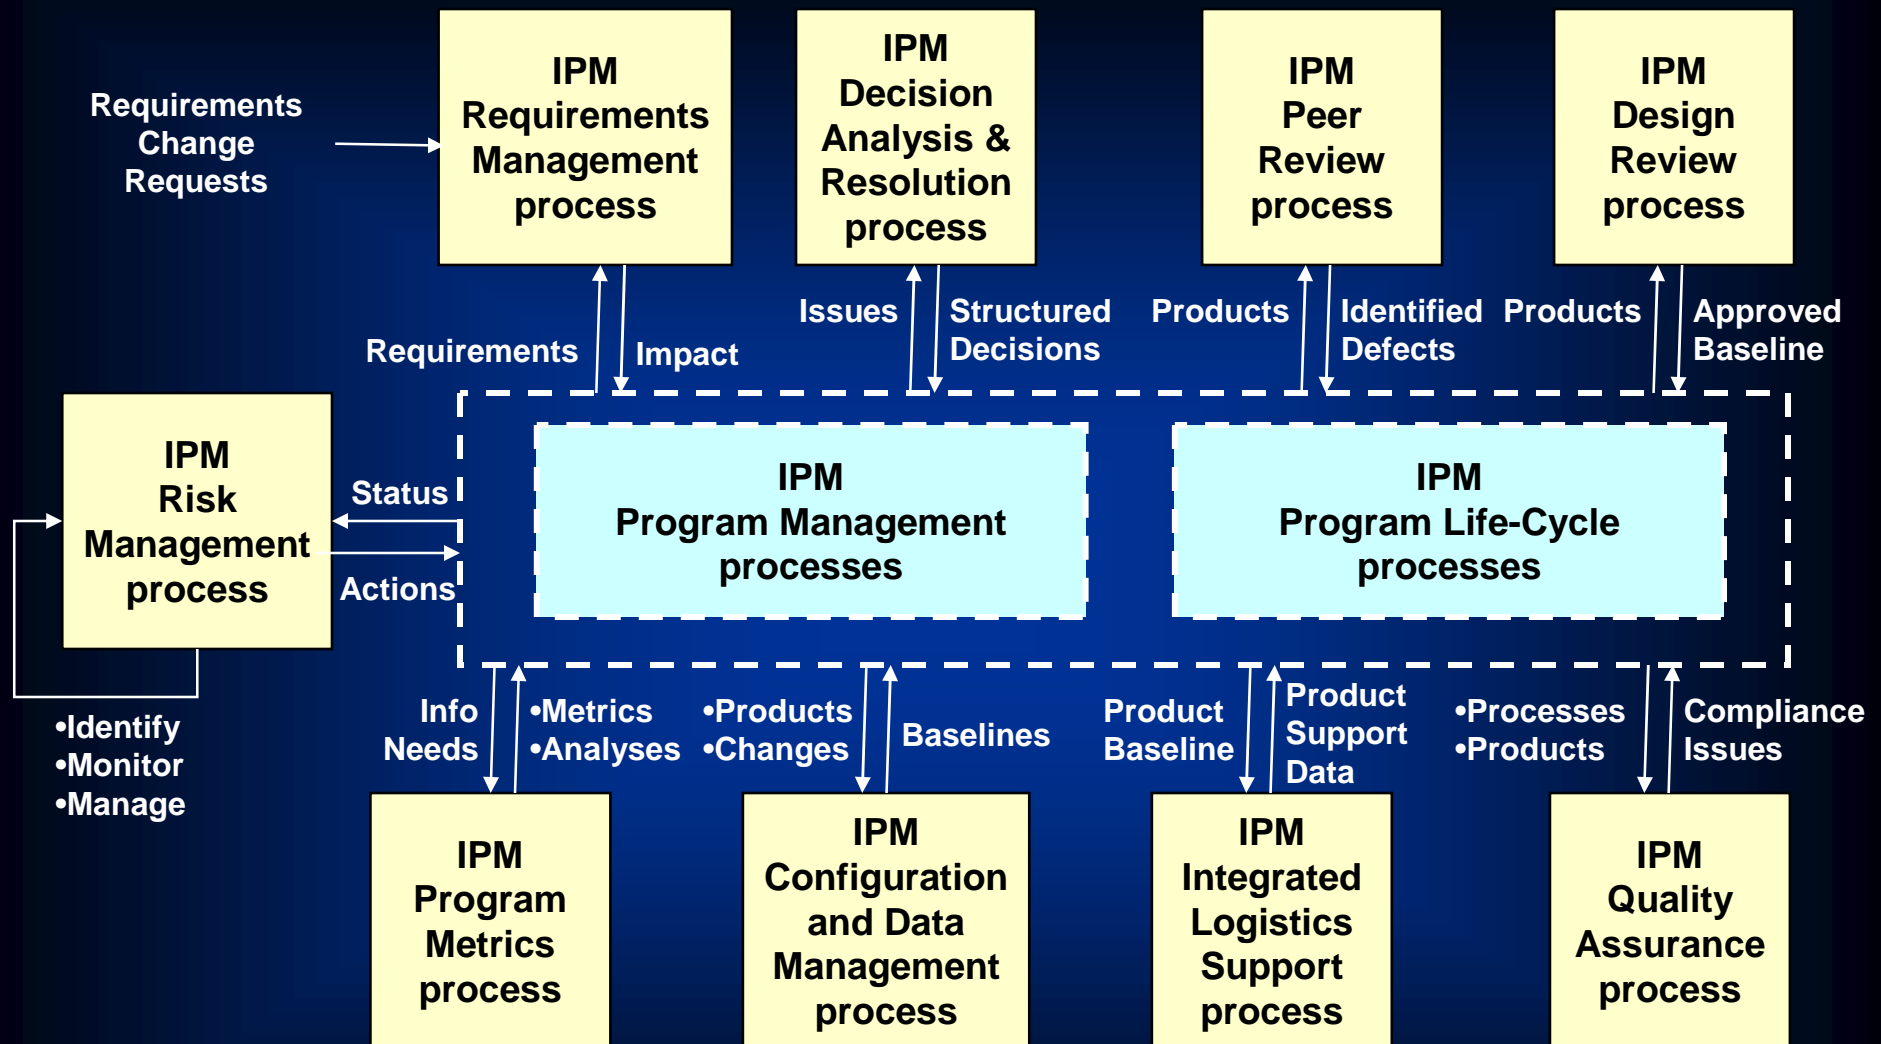 IPM
Requirements
Management
process
IPM
Decision
Analysis &
Resolution
process
IPM
Peer
Review
process
IPM
Design
Review
process
Requirements
Change
Requests
Requirements
Impact
Issues
Structured
Decisions
Products
Identified
Defects
Products
Approved
Baseline
IPM
Risk
Management
process
Status
Actions
IPM
Program Management
processes
IPM
Program Life-Cycle
processes
•Identify
•Monitor
•Manage
Info
Needs
•Metrics
•Analyses
•Products
•Changes
Baselines
Product
Baseline
Product
Support
Data
•Processes
•Products
Compliance
Issues
IPM
Program
Metrics
process
IPM
Configuration
and Data
Management
process
IPM
Integrated
Logistics
Support
process
IPM
Quality
Assurance
process